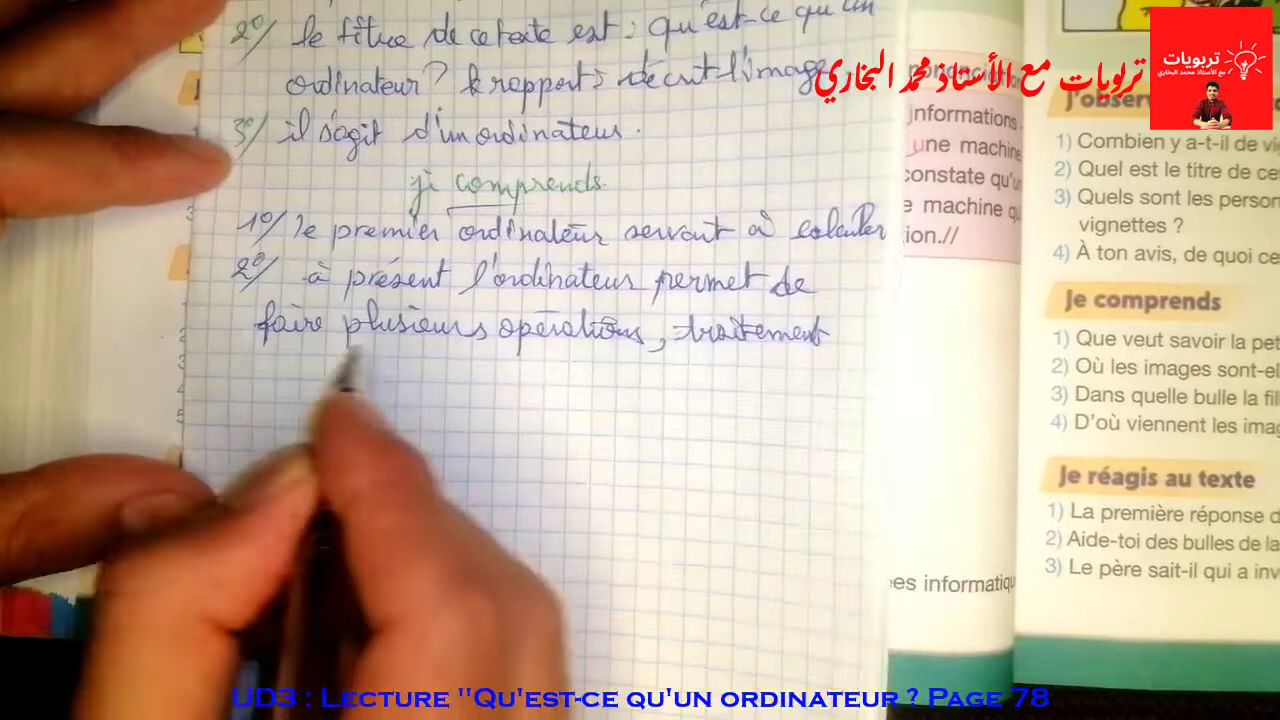 2°/ le titre de ce texte est : qu'est-ce qu'un
ordinateur ? le rapport : décrit l'image
3°/ il s'agit d'un ordinateur.
je comprends
1°/ le premier ordinateur servait à calculer
2°/ à présent l'ordinateur permet de
faire plusieurs opérations, traitement
تربويات مع الأستاذ محمد البخاري
تربويات
مع الأستاذ محمد البخاري
informations
une machine
constate qu'u
e machine q
ion.//
es informatiq
J'observ
1) Combien y a-t-il de vi
2) Quel est le titre de ce
3) Quels sont les person
vignettes ?
4) À ton avis, de quoi ce
Je comprends
1) Que veut savoir la pet
2) Où les images sont-el
3) Dans quelle bulle la fil
4) D'où viennent les imag
Je réagis au texte
1) La première réponse d
2) Aide-toi des bulles de la
3) Le père sait-il qui a inv
UD3 : Lecture "Qu'est-ce qu'un ordinateur ? Page 78